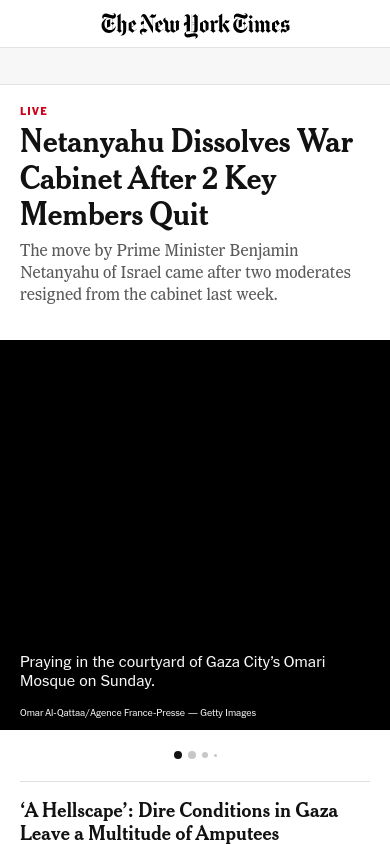 The New York Times
LIVE
Netanyahu Dissolves War
Cabinet After 2 Key
Members Quit
The move by Prime Minister Benjamin
Netanyahu of Israel came after two moderates
resigned from the cabinet last week.
Praying in the courtyard of Gaza City’s Omari
Mosque on Sunday.
Omar Al-Qattaa/Agence France-Presse — Getty Images
‘A Hellscape’: Dire Conditions in Gaza
Leave a Multitude of Amputees